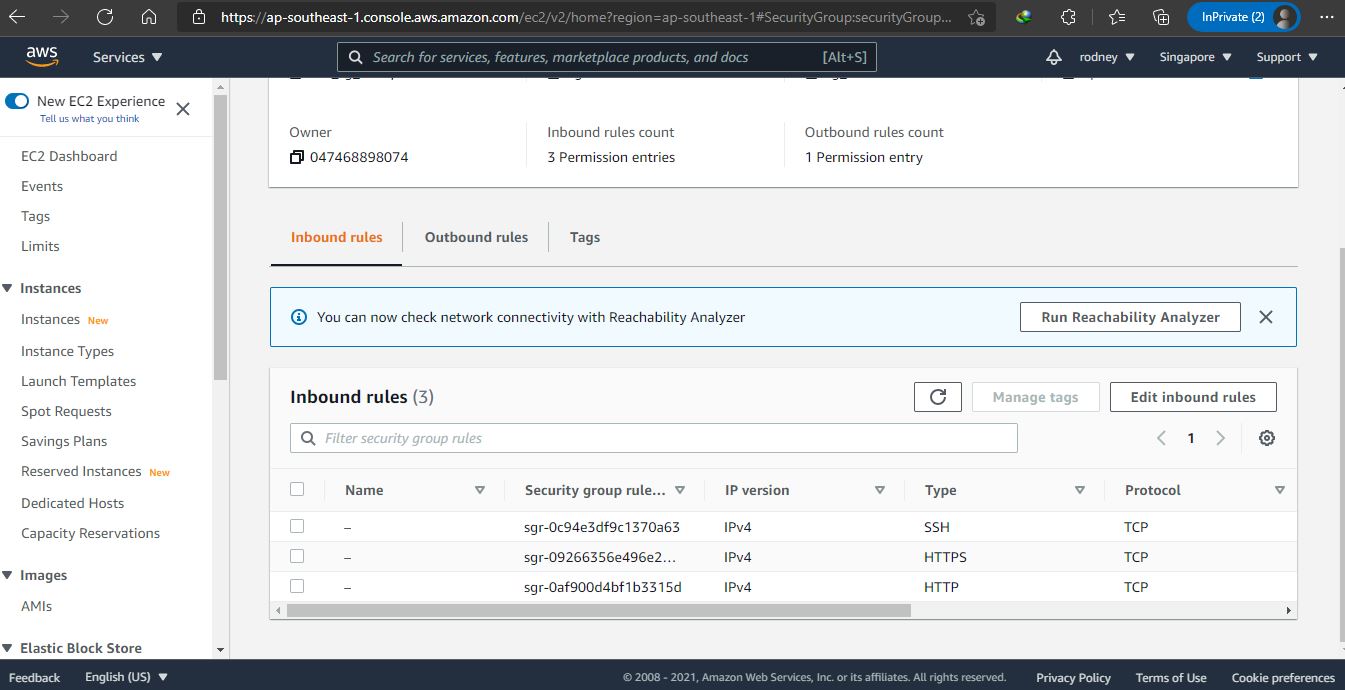 https://ap-southeast-1.console.aws.amazon.com/ec2/v2/home?region=ap-southeast-1#SecurityGroup:securityGroup...
InPrivate (2)
aws
Services
Search for services, features, marketplace products, and docs
[Alt+S]
rodney
Singapore
Support
New EC2 Experience
Tell us what you think
EC2 Dashboard
Events
Tags
Limits
Instances
Instances New
Instance Types
Launch Templates
Spot Requests
Savings Plans
Reserved Instances New
Dedicated Hosts
Capacity Reservations
Images
AMIs
Elastic Block Store
Owner
047468898074
Inbound rules count
3 Permission entries
Outbound rules count
1 Permission entry
Inbound rules
Outbound rules
Tags
You can now check network connectivity with Reachability Analyzer
Run Reachability Analyzer
Inbound rules (3)
Manage tags
Edit inbound rules
Filter security group rules
1
Name Security group rule... IP version Type Protocol
– sgr-0c94e3df9c1370a63 IPv4 SSH TCP
– sgr-09266356e496e2... IPv4 HTTPS TCP
– sgr-0af900d4bf1b3315d IPv4 HTTP TCP
Feedback
English (US)
© 2008 - 2021, Amazon Web Services, Inc. or its affiliates. All rights reserved.
Privacy Policy
Terms of Use
Cookie preferences